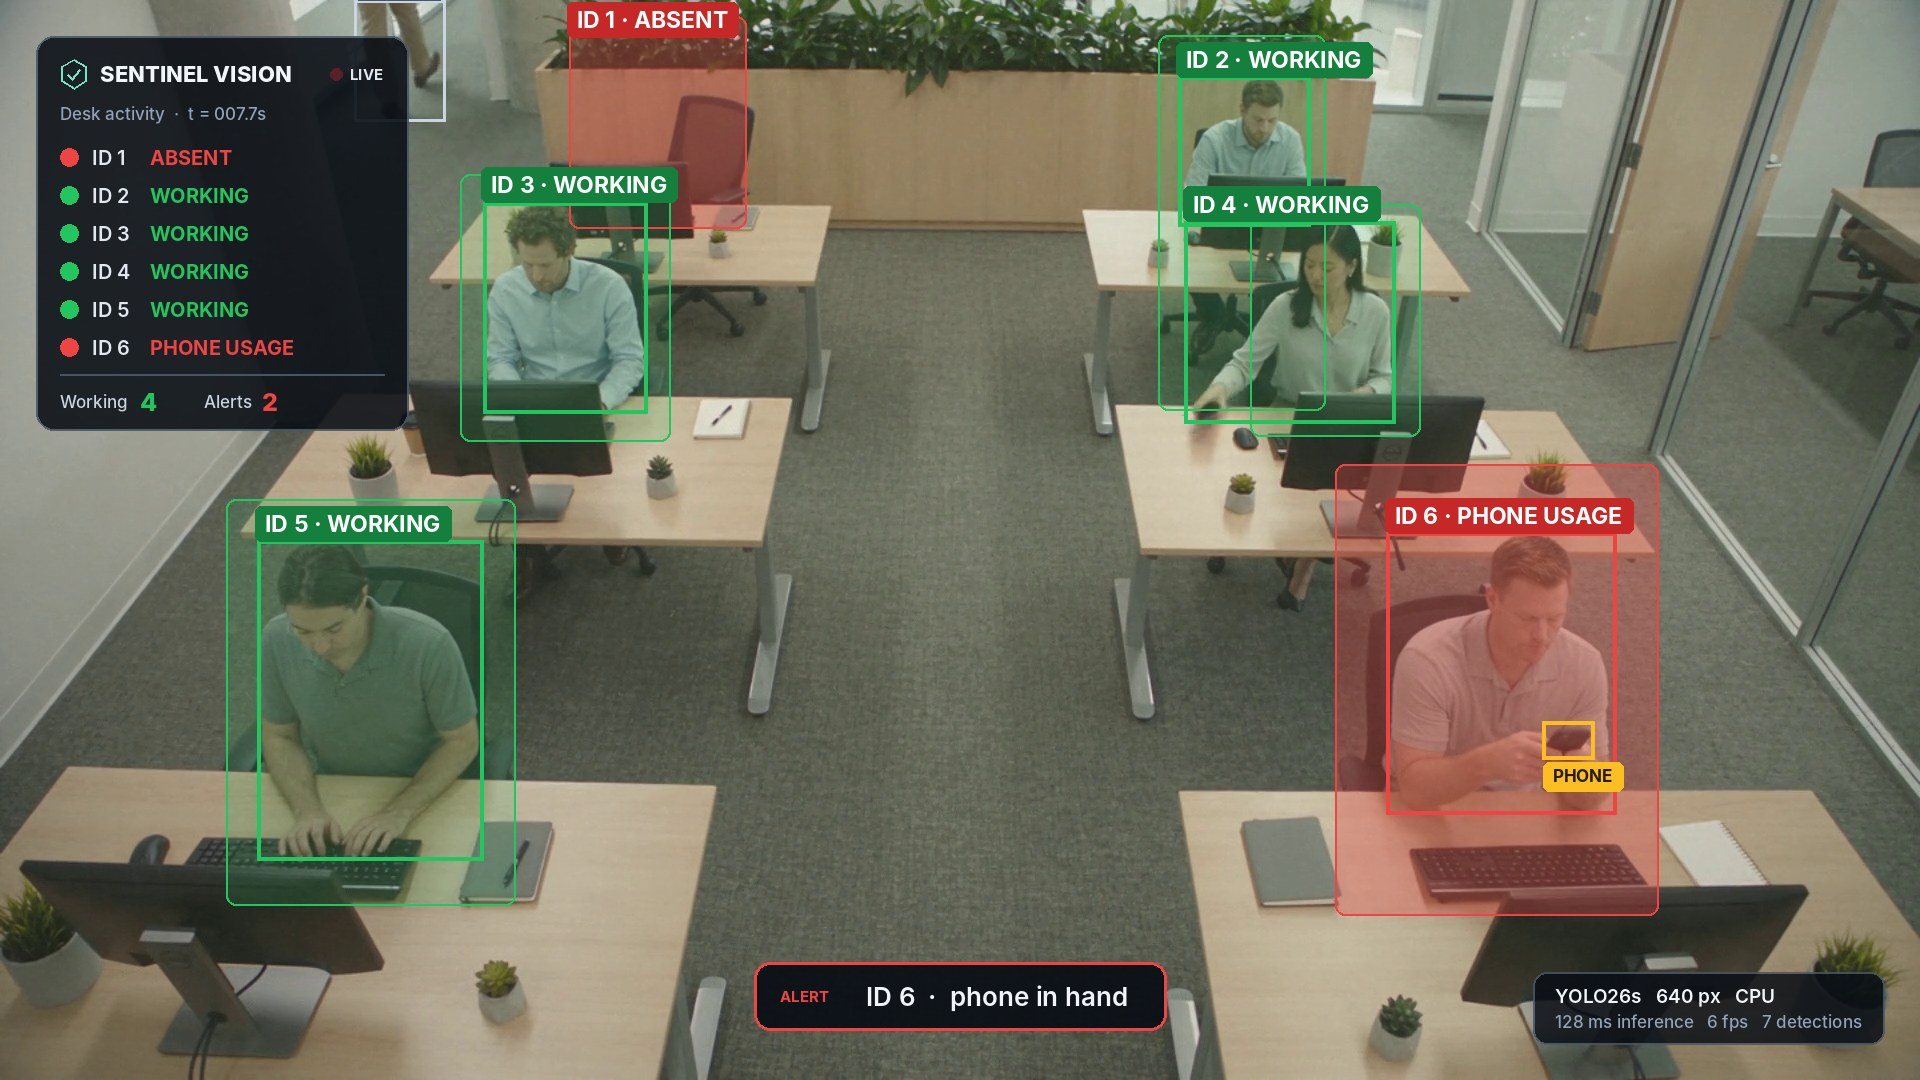 SENTINEL VISION
LIVE
Desk activity · t = 007.7s
ID 1 ABSENT
ID 2 WORKING
ID 3 WORKING
ID 4 WORKING
ID 5 WORKING
ID 6 PHONE USAGE
Working 4 Alerts 2
ID 1 · ABSENT
ID 2 · WORKING
ID 3 · WORKING
ID 4 · WORKING
ID 5 · WORKING
ID 6 · PHONE USAGE
PHONE
ALERT ID 6 · phone in hand
YOLO26s 640 px CPU
128 ms inference 6 fps 7 detections